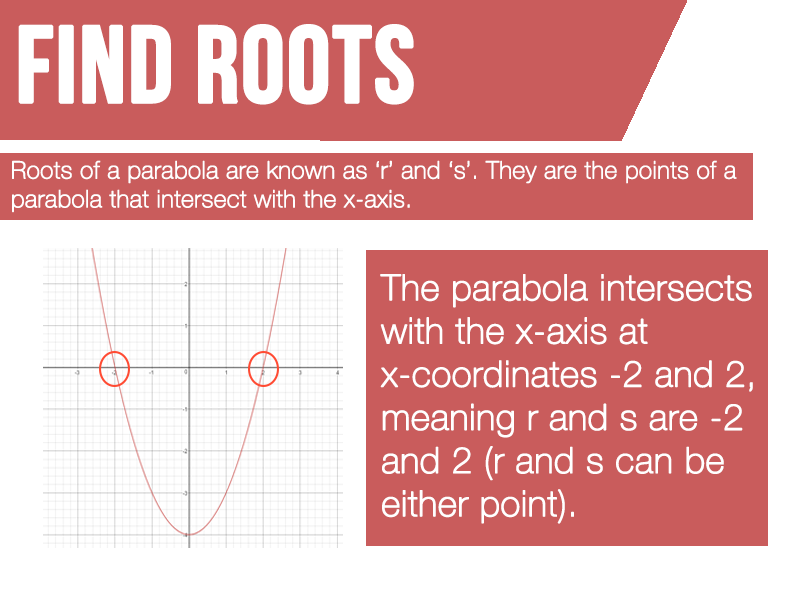 FIND ROOTS
Roots of a parabola are known as ‘r’ and ‘s’. They are the points of a
parabola that intersect with the x-axis.
2
1
-3 -2 -1 0 1 2 3 4
-1
-2
-3
-4
The parabola intersects
with the x-axis at
x-coordinates -2 and 2,
meaning r and s are -2
and 2 (r and s can be
either point).